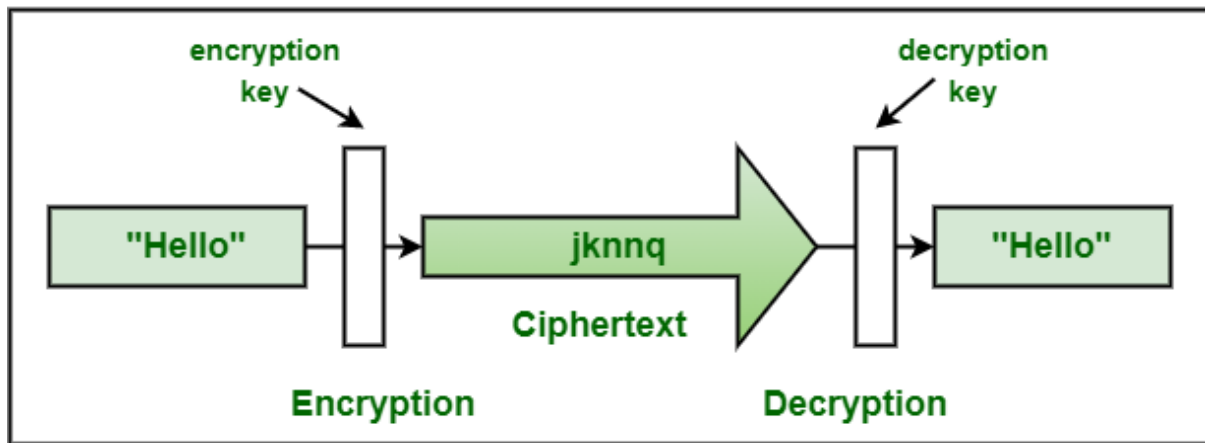 encryption
key
decryption
key
"Hello"
jknnq
"Hello"
Ciphertext
Encryption
Decryption